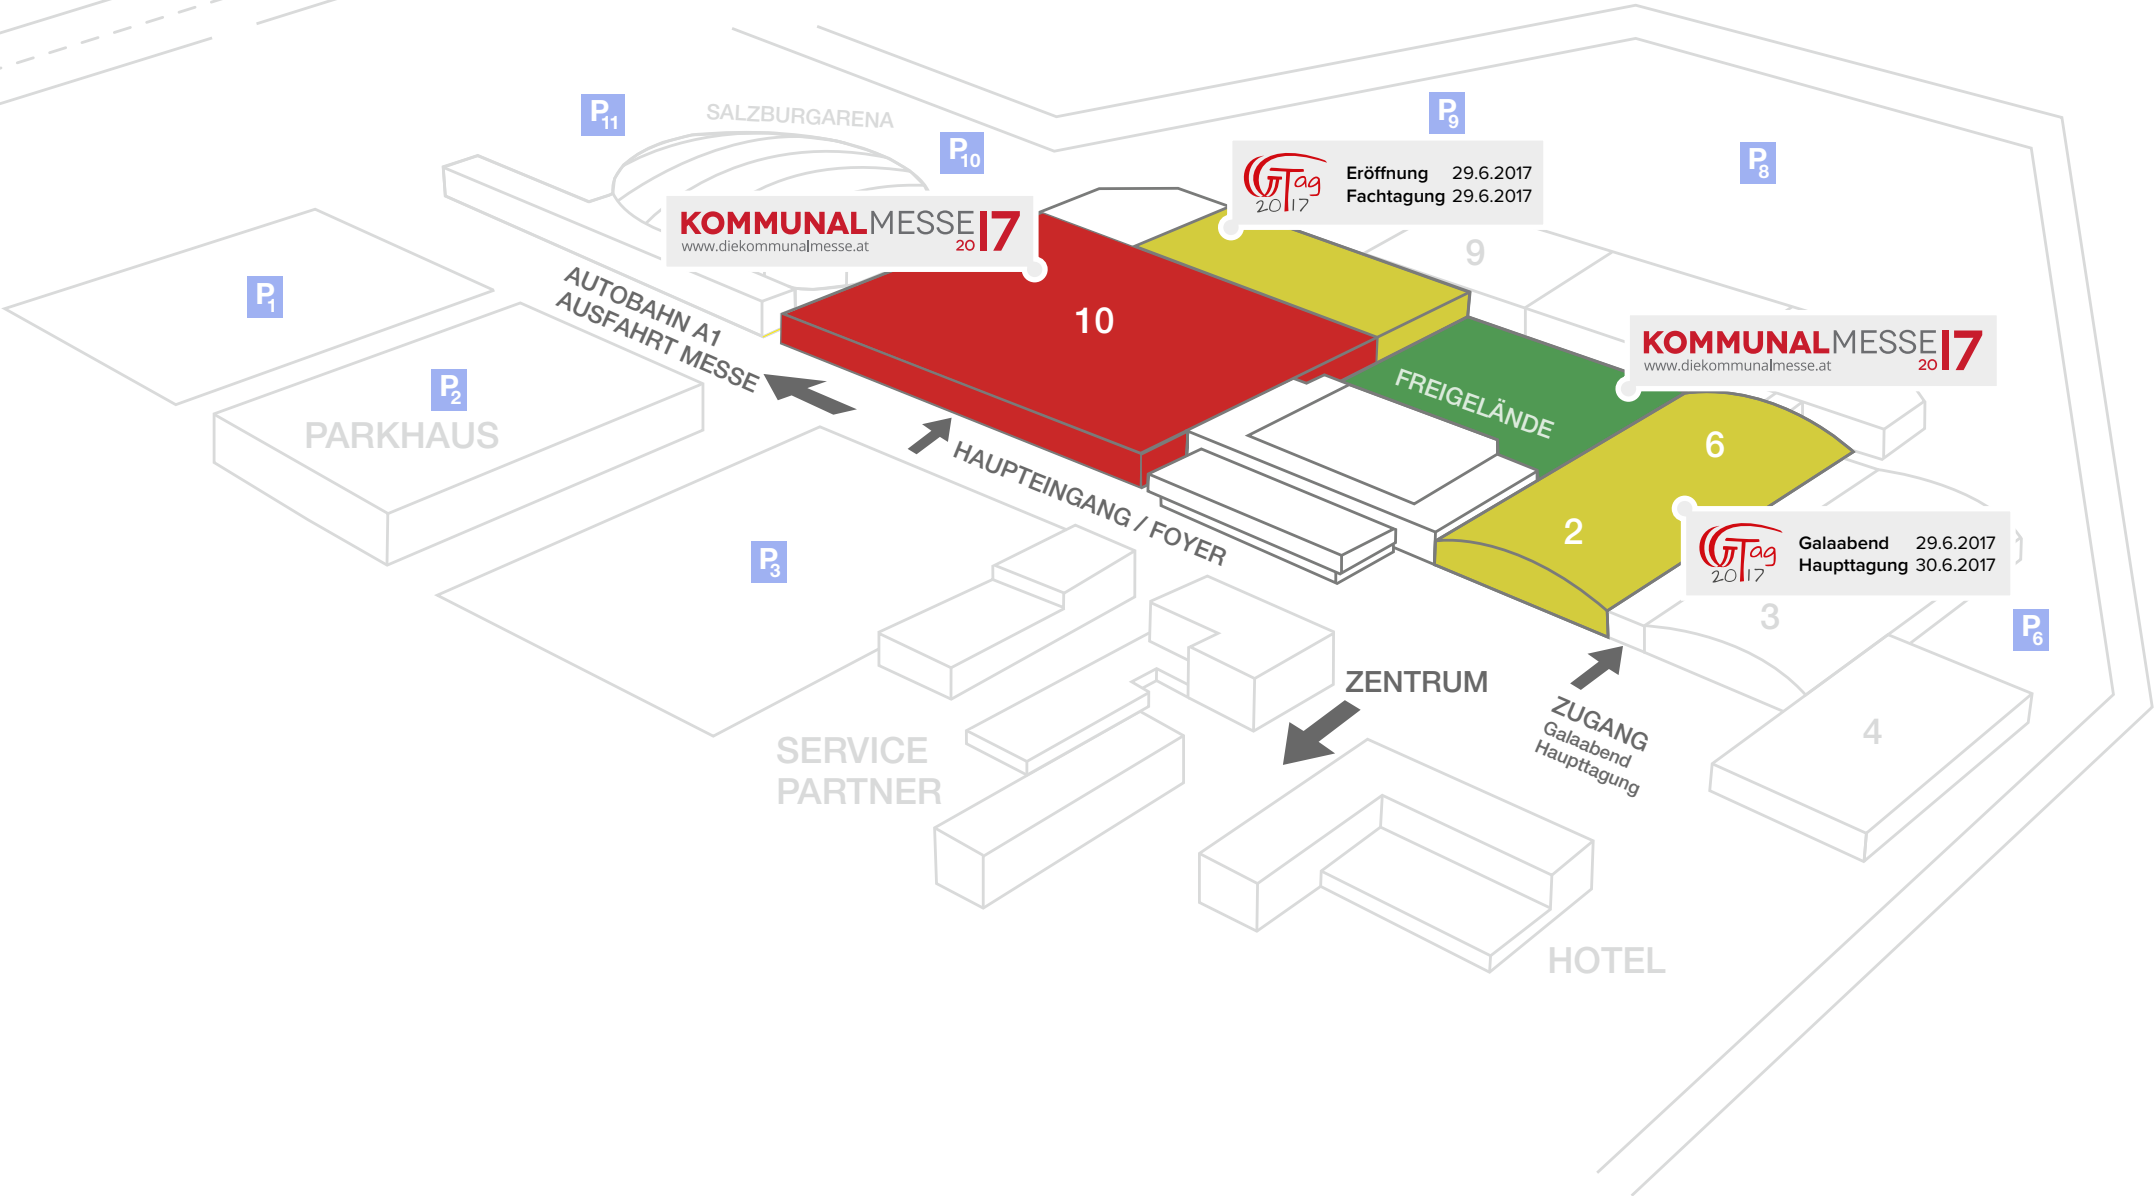 P11
SALZBURGARENA
P10
P9
P8
GTag
2017
Eröffnung 29.6.2017
Fachtagung 29.6.2017
KOMMUNALMESSE 2017
www.diekommunalmesse.at
9
P1
AUTOBAHN A1
AUSFAHRT MESSE
10
KOMMUNALMESSE 2017
www.diekommunalmesse.at
P2
PARKHAUS
FREIGELÄNDE
6
HAUPTEINGANG / FOYER
2
GTag
2017
Galaabend 29.6.2017
Haupttagung 30.6.2017
P3
3
P6
ZENTRUM
ZUGANG
Galaabend
Haupttagung
4
SERVICE
PARTNER
HOTEL